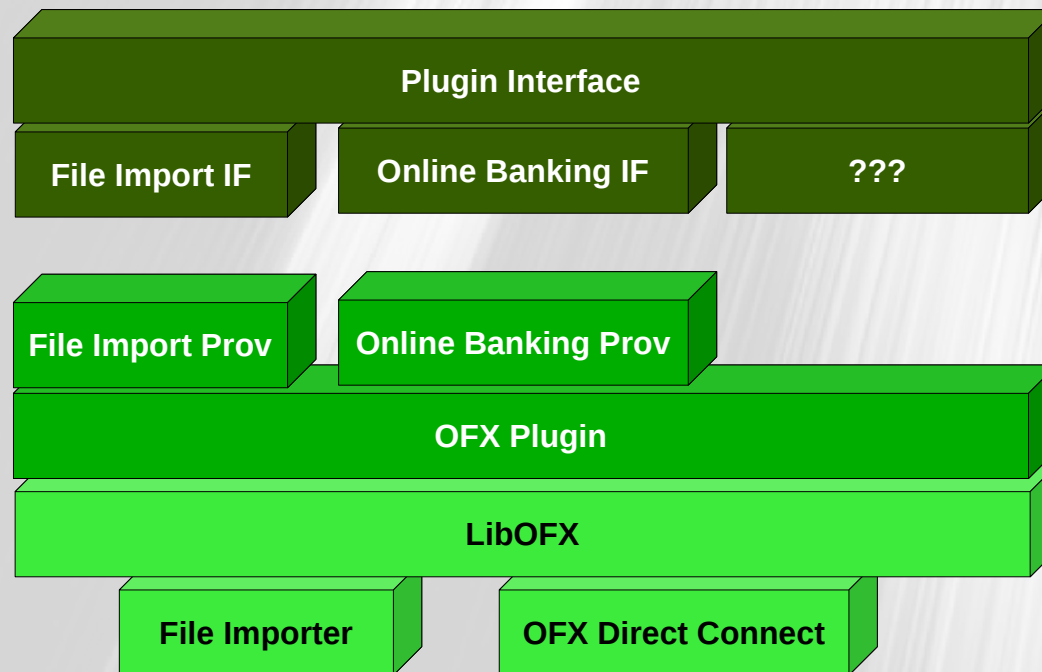 Plugin Interface
File Import IF
Online Banking IF
???
File Import Prov
Online Banking Prov
OFX Plugin
LibOFX
File Importer
OFX Direct Connect